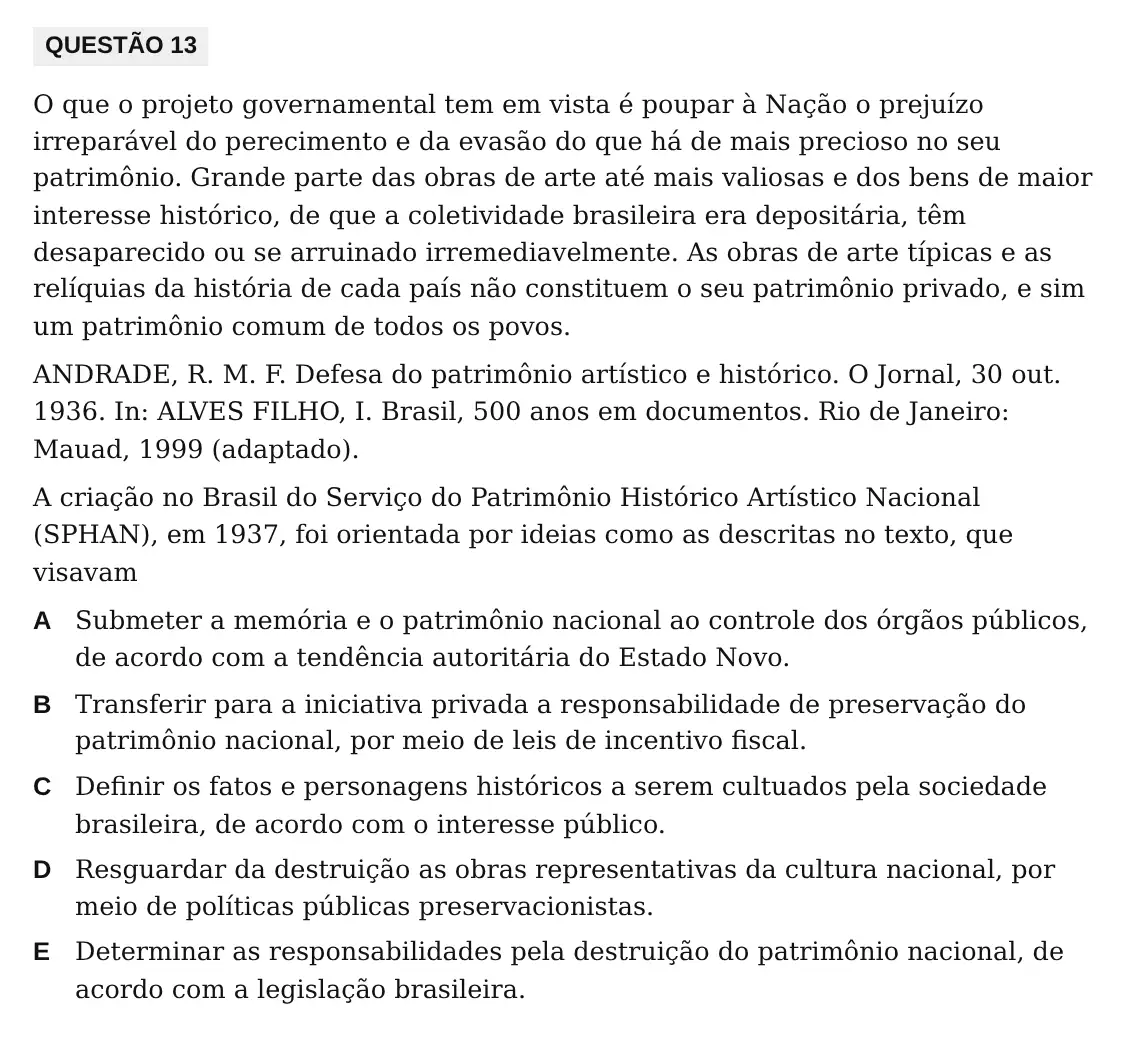 QUESTÃO 13
O que o projeto governamental tem em vista é poupar à Nação o prejuízo
irreparável do perecimento e da evasão do que há de mais precioso no seu
patrimônio. Grande parte das obras de arte até mais valiosas e dos bens de maior
interesse histórico, de que a coletividade brasileira era depositária, têm
desaparecido ou se arruinado irremediavelmente. As obras de arte típicas e as
relíquias da história de cada país não constituem o seu patrimônio privado, e sim
um patrimônio comum de todos os povos.
ANDRADE, R. M. F. Defesa do patrimônio artístico e histórico. O Jornal, 30 out.
1936. In: ALVES FILHO, I. Brasil, 500 anos em documentos. Rio de Janeiro:
Mauad, 1999 (adaptado).
A criação no Brasil do Serviço do Patrimônio Histórico Artístico Nacional
(SPHAN), em 1937, foi orientada por ideias como as descritas no texto, que
visavam
A Submeter a memória e o patrimônio nacional ao controle dos órgãos públicos,
de acordo com a tendência autoritária do Estado Novo.
B Transferir para a iniciativa privada a responsabilidade de preservação do
patrimônio nacional, por meio de leis de incentivo fiscal.
C Definir os fatos e personagens históricos a serem cultuados pela sociedade
brasileira, de acordo com o interesse público.
D Resguardar da destruição as obras representativas da cultura nacional, por
meio de políticas públicas preservacionistas.
E Determinar as responsabilidades pela destruição do patrimônio nacional, de
acordo com a legislação brasileira.